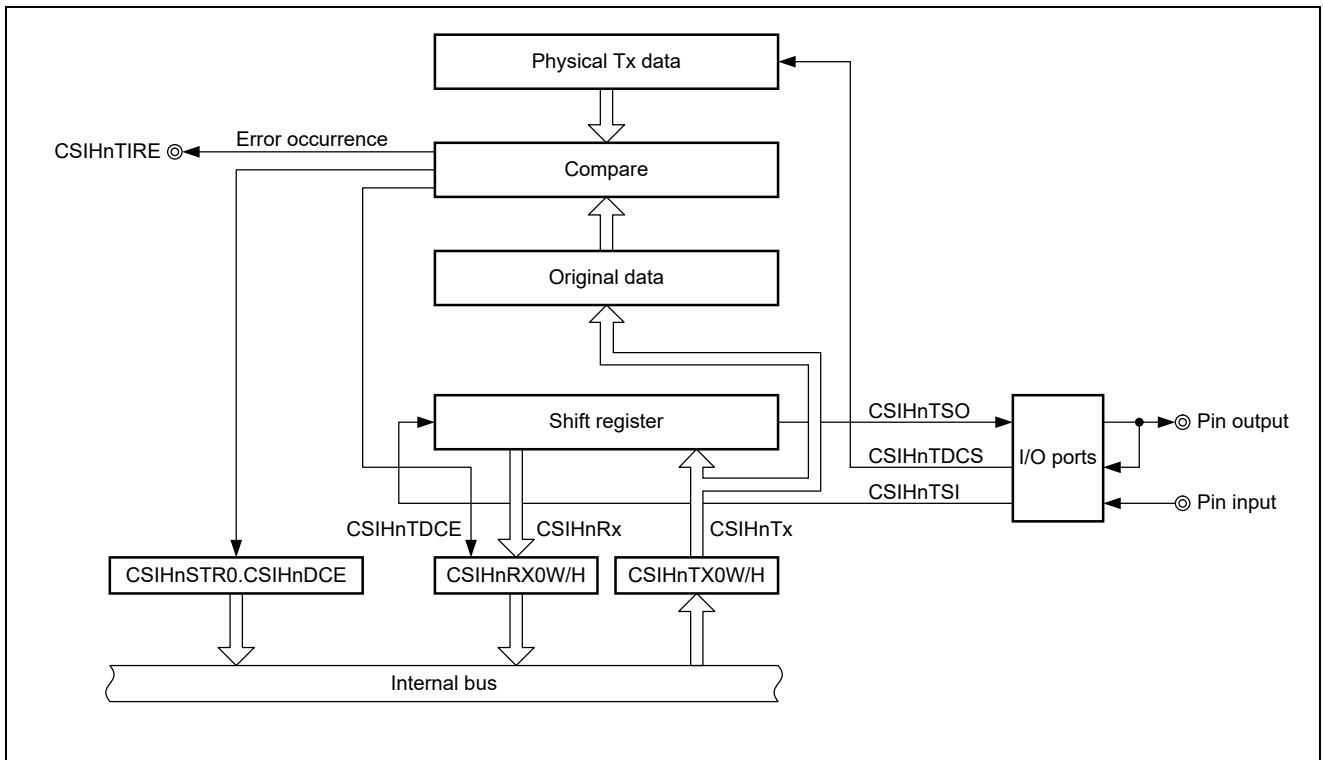 Physical Tx data
CSIHnTIRE
Error occurrence
Compare
Original data
Shift register
CSIHnTSO
Pin output
CSIHnTDCS
I/O ports
CSIHnTSI
Pin input
CSIHnTDCE
CSIHnRx
CSIHnTx
CSIHnSTR0.CSIHnDCE
CSIHnRX0W/H
CSIHnTX0W/H
Internal bus